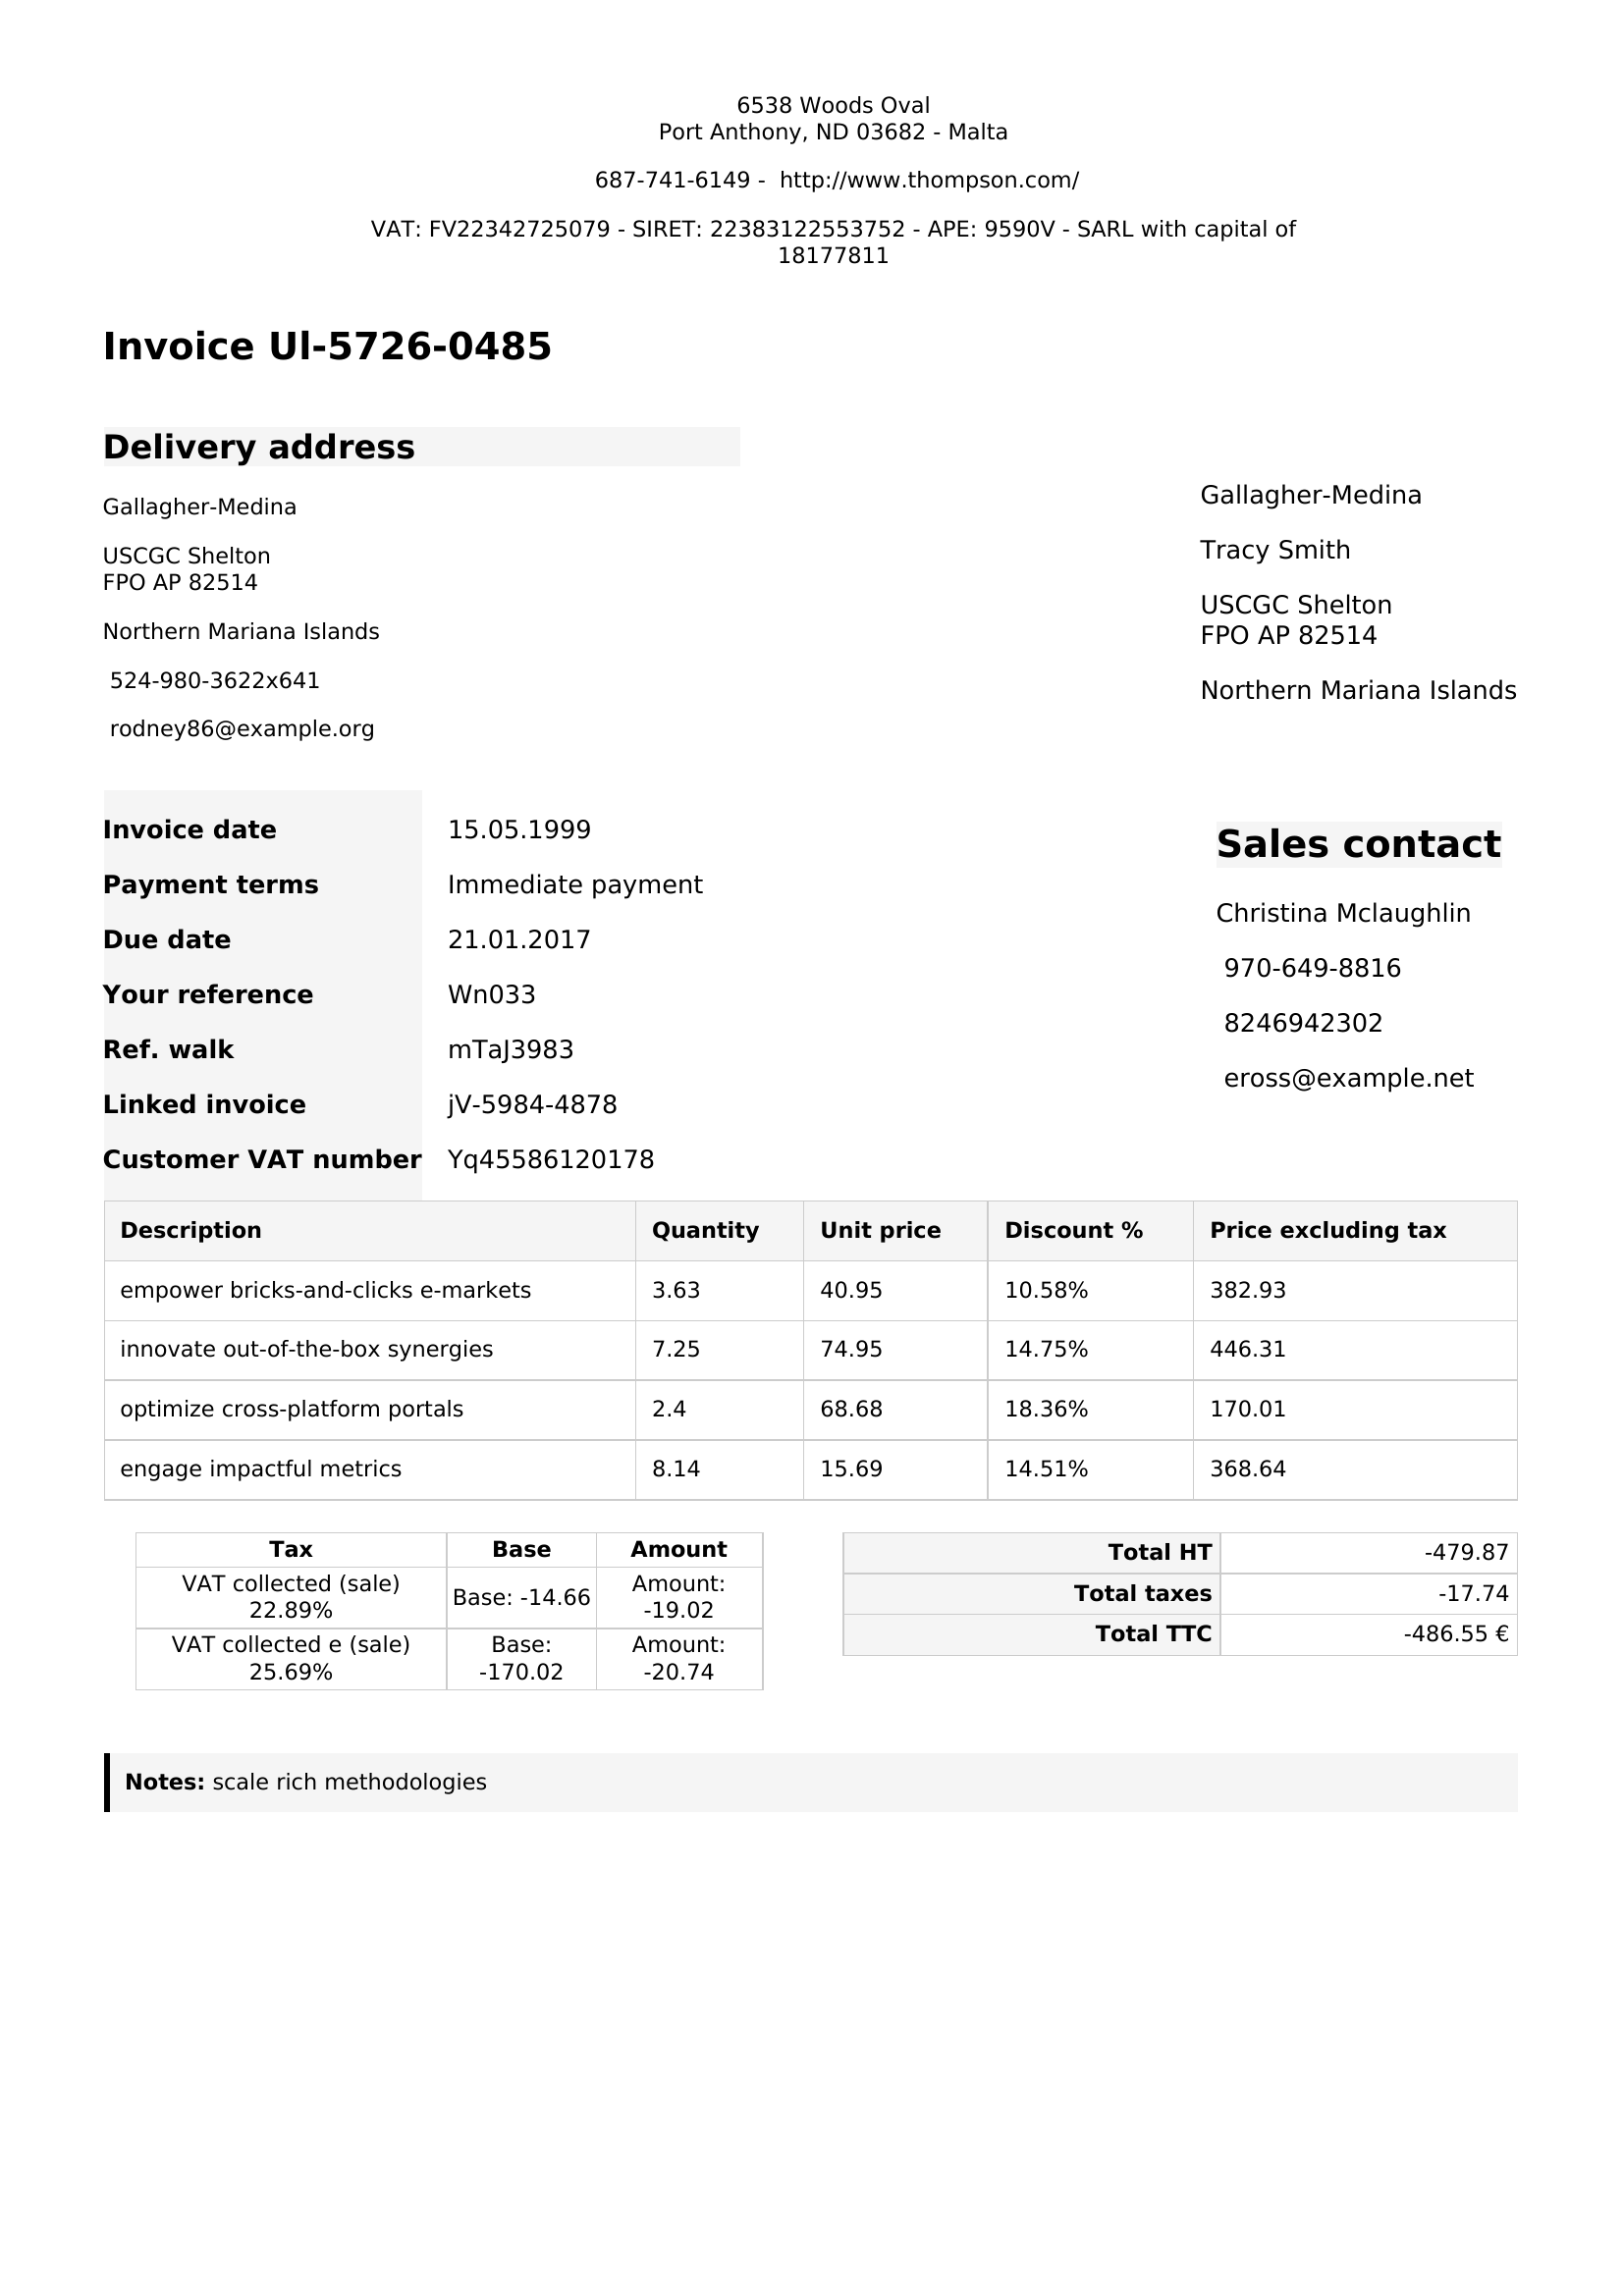 6538 Woods Oval
Port Anthony, ND 03682 - Malta
687-741-6149 - http://www.thompson.com/
VAT: FV22342725079 - SIRET: 22383122553752 - APE: 9590V - SARL with capital of
18177811
Invoice Ul-5726-0485
Delivery address
Gallagher-Medina
USCGC Shelton
FPO AP 82514
Northern Mariana Islands
524-980-3622x641
rodney86@example.org
Gallagher-Medina
Tracy Smith
USCGC Shelton
FPO AP 82514
Northern Mariana Islands
Invoice date 15.05.1999
Payment terms Immediate payment
Due date 21.01.2017
Your reference Wn033
Ref. walk mTaJ3983
Linked invoice jV-5984-4878
Customer VAT number Yq45586120178
Sales contact
Christina Mclaughlin
970-649-8816
8246942302
eross@example.net
Description Quantity Unit price Discount % Price excluding tax
empower bricks-and-clicks e-markets 3.63 40.95 10.58% 382.93
innovate out-of-the-box synergies 7.25 74.95 14.75% 446.31
optimize cross-platform portals 2.4 68.68 18.36% 170.01
engage impactful metrics 8.14 15.69 14.51% 368.64
Tax Base Amount
VAT collected (sale) 22.89% Base: -14.66 Amount: -19.02
VAT collected e (sale) 25.69% Base: -170.02 Amount: -20.74
Total HT -479.87
Total taxes -17.74
Total TTC -486.55 €
Notes: scale rich methodologies